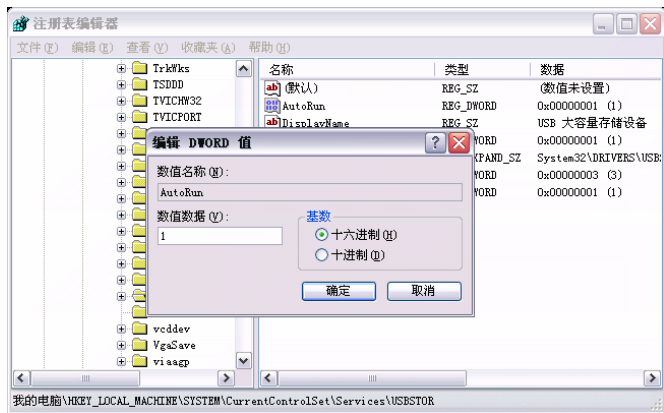 注册表编辑器
文件(F) 编辑(E) 查看(V) 收藏夹(A) 帮助(H)
TrkWks
TSDDD
TVICHW32
TVICPORT
名称 类型 数据
(默认) REG_SZ (数值未设置)
AutoRun REG_DWORD 0x00000001 (1)
DisplayName REG_SZ USB 大容量存储设备
WORD 0x00000001 (1)
XPAND_SZ System32\DRIVERS\USB
WORD 0x00000003 (3)
WORD 0x00000001 (1)
编辑 DWORD 值
数值名称(N):
AutoRun
数值数据(V):
1
基数
十六进制(H)
十进制(D)
确定 取消
vcddev
VgaSave
viaagp
我的电脑\HKEY_LOCAL_MACHINE\SYSTEM\CurrentControlSet\Services\USBSTOR